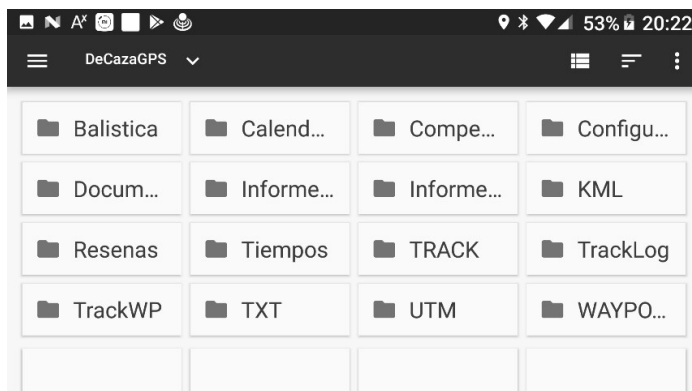 53% 20:22
DeCazaGPS
Balistica Calend... Compe... Configu...
Docum... Informe... Informe... KML
Resenas Tiempos TRACK TrackLog
TrackWP TXT UTM WAYPO...